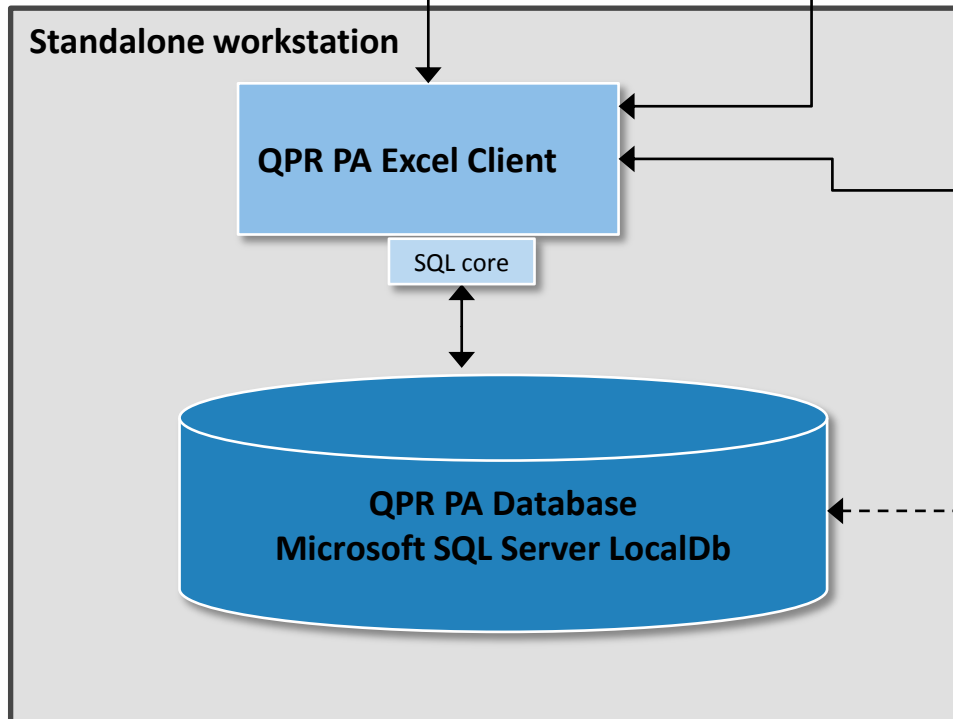 Standalone workstation
QPR PA Excel Client
SQL core
QPR PA Database
Microsoft SQL Server LocalDb